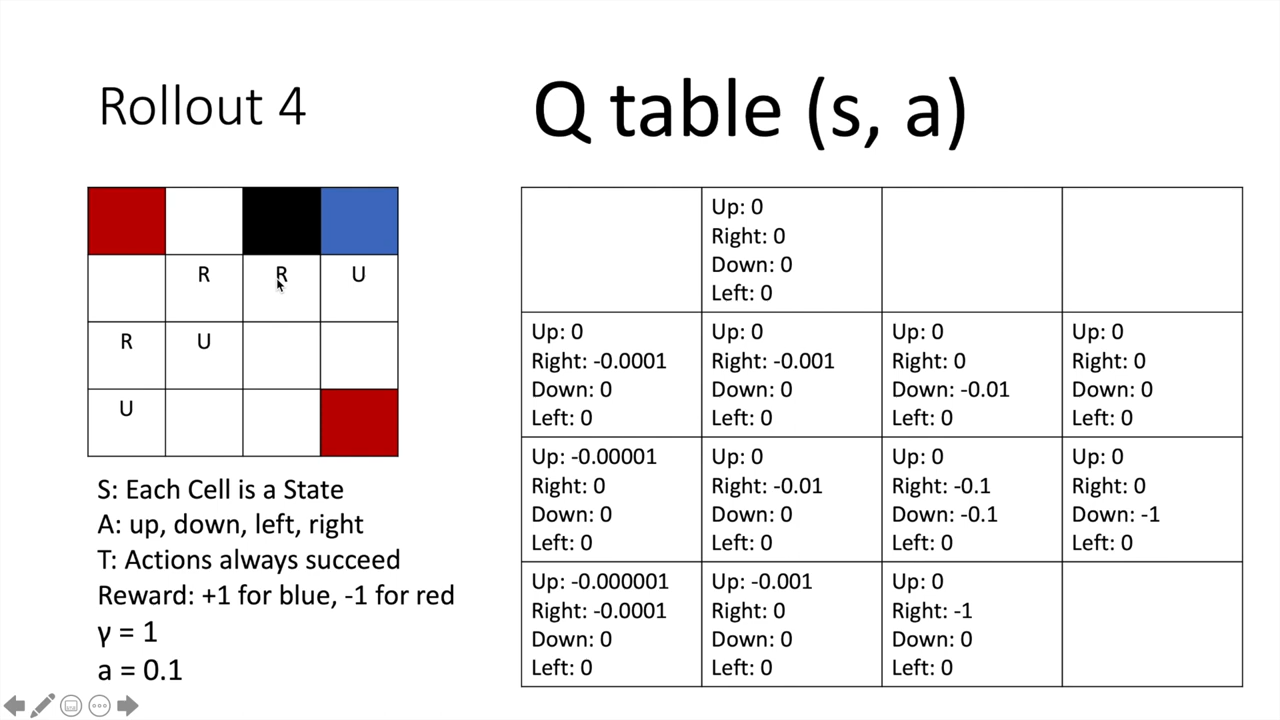 Rollout 4
Q table (s, a)
R R U
R U
U
S: Each Cell is a State
A: up, down, left, right
T: Actions always succeed
Reward: +1 for blue, -1 for red
γ = 1
a = 0.1
Up: 0
Right: 0
Down: 0
Left: 0
Up: 0
Right: -0.0001
Down: 0
Left: 0
Up: 0
Right: -0.001
Down: 0
Left: 0
Up: 0
Right: 0
Down: -0.01
Left: 0
Up: 0
Right: 0
Down: 0
Left: 0
Up: -0.00001
Right: 0
Down: 0
Left: 0
Up: 0
Right: -0.01
Down: 0
Left: 0
Up: 0
Right: -0.1
Down: -0.1
Left: 0
Up: 0
Right: 0
Down: -1
Left: 0
Up: -0.000001
Right: -0.0001
Down: 0
Left: 0
Up: -0.001
Right: 0
Down: 0
Left: 0
Up: 0
Right: -1
Down: 0
Left: 0